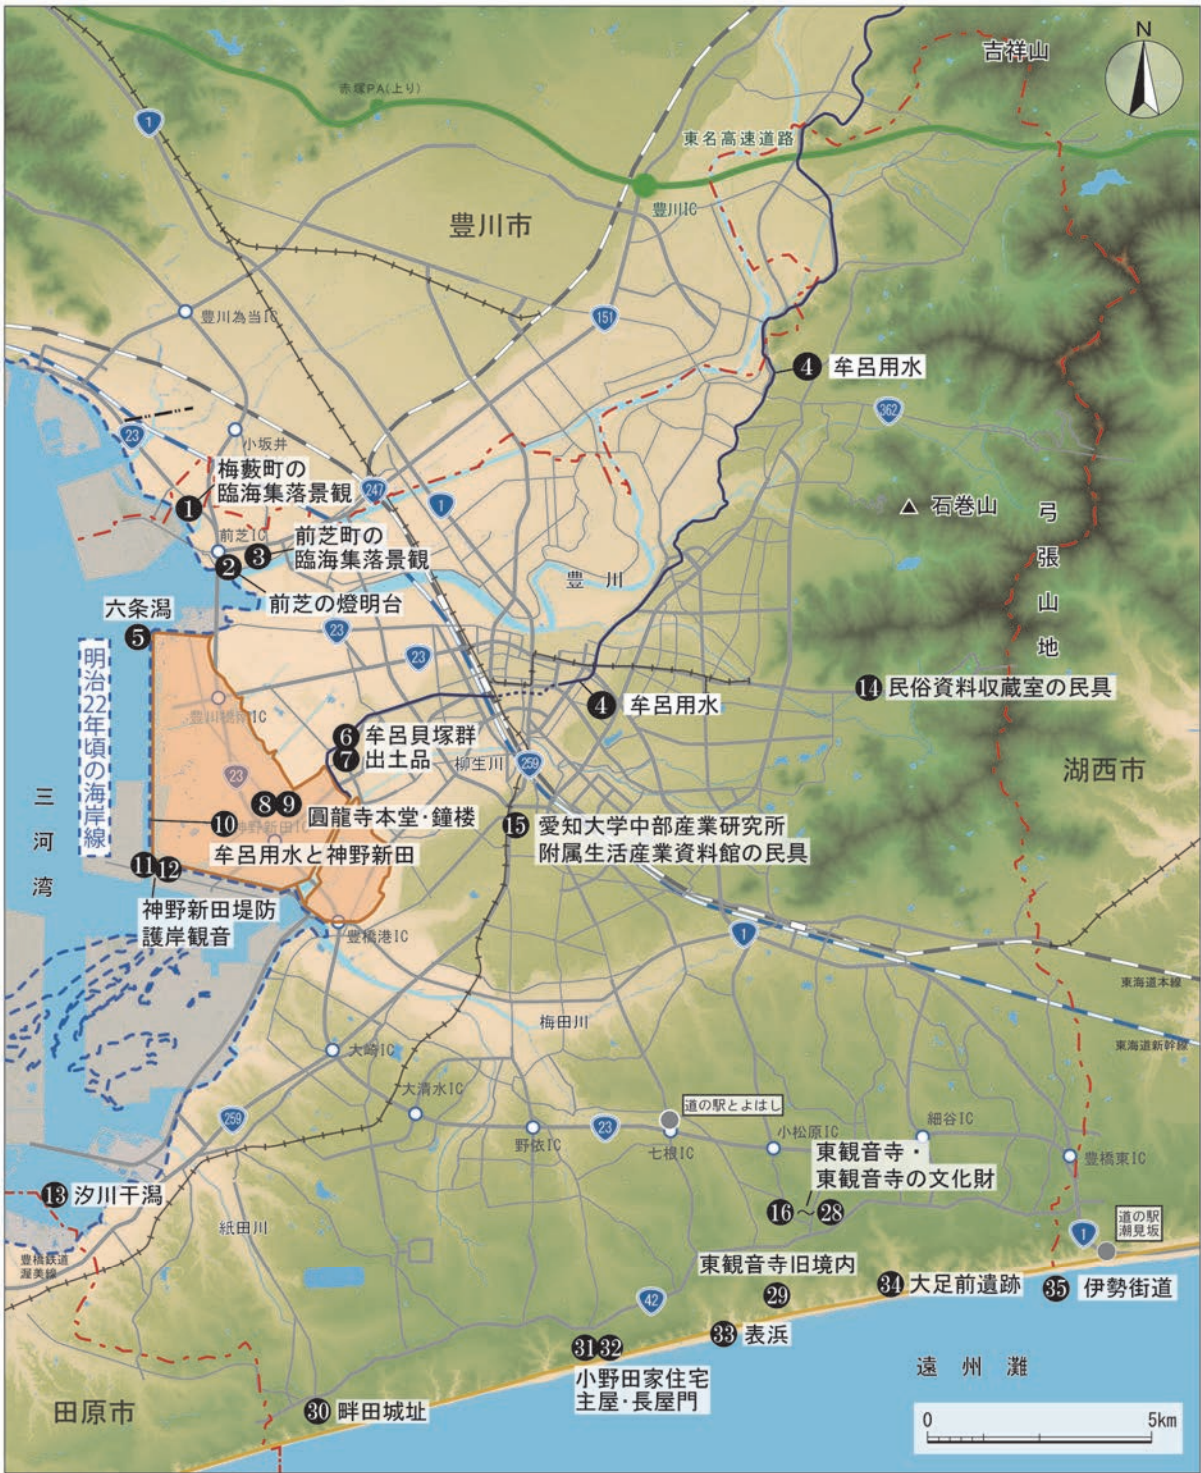 N
吉祥山
赤塚PA(上り)
1
東名高速道路
豊川IC
豊川市
151
豊川為当IC
4 牟呂用水
362
23
小坂井
梅藪町の
臨海集落景観
1
247
1
石巻山
弓張山地
前芝IC
3
前芝町の
臨海集落景観
2
前芝の燈明台
豊川
六条潟
5
23
23
明治22年頃の海岸線
14 民俗資料収蔵室の民具
4 牟呂用水
豊川橋南IC
6 牟呂貝塚群
7 出土品
柳生川
259
湖西市
三河湾
23
8 9 圓龍寺本堂・鐘楼
10
神野新田IC
牟呂用水と神野新田
15 愛知大学中部産業研究所
附属生活産業資料館の民具
11 12
神野新田堤防
護岸観音
豊橋港IC
1
東海道本線
梅田川
東海道新幹線
大崎IC
大清水IC
259
道の駅とよはし
野依IC
23
七根IC
小松原IC
細谷IC
東観音寺・
東観音寺の文化財
豊橋東IC
13 汐川干潟
16～28
紙田川
道の駅
潮見坂
1
豊橋鉄道
渥美線
東観音寺旧境内
29
34 大足前遺跡
35 伊勢街道
42
33 表浜
31 32
小野田家住宅
主屋・長屋門
遠州灘
田原市
30 畔田城址
0 5km